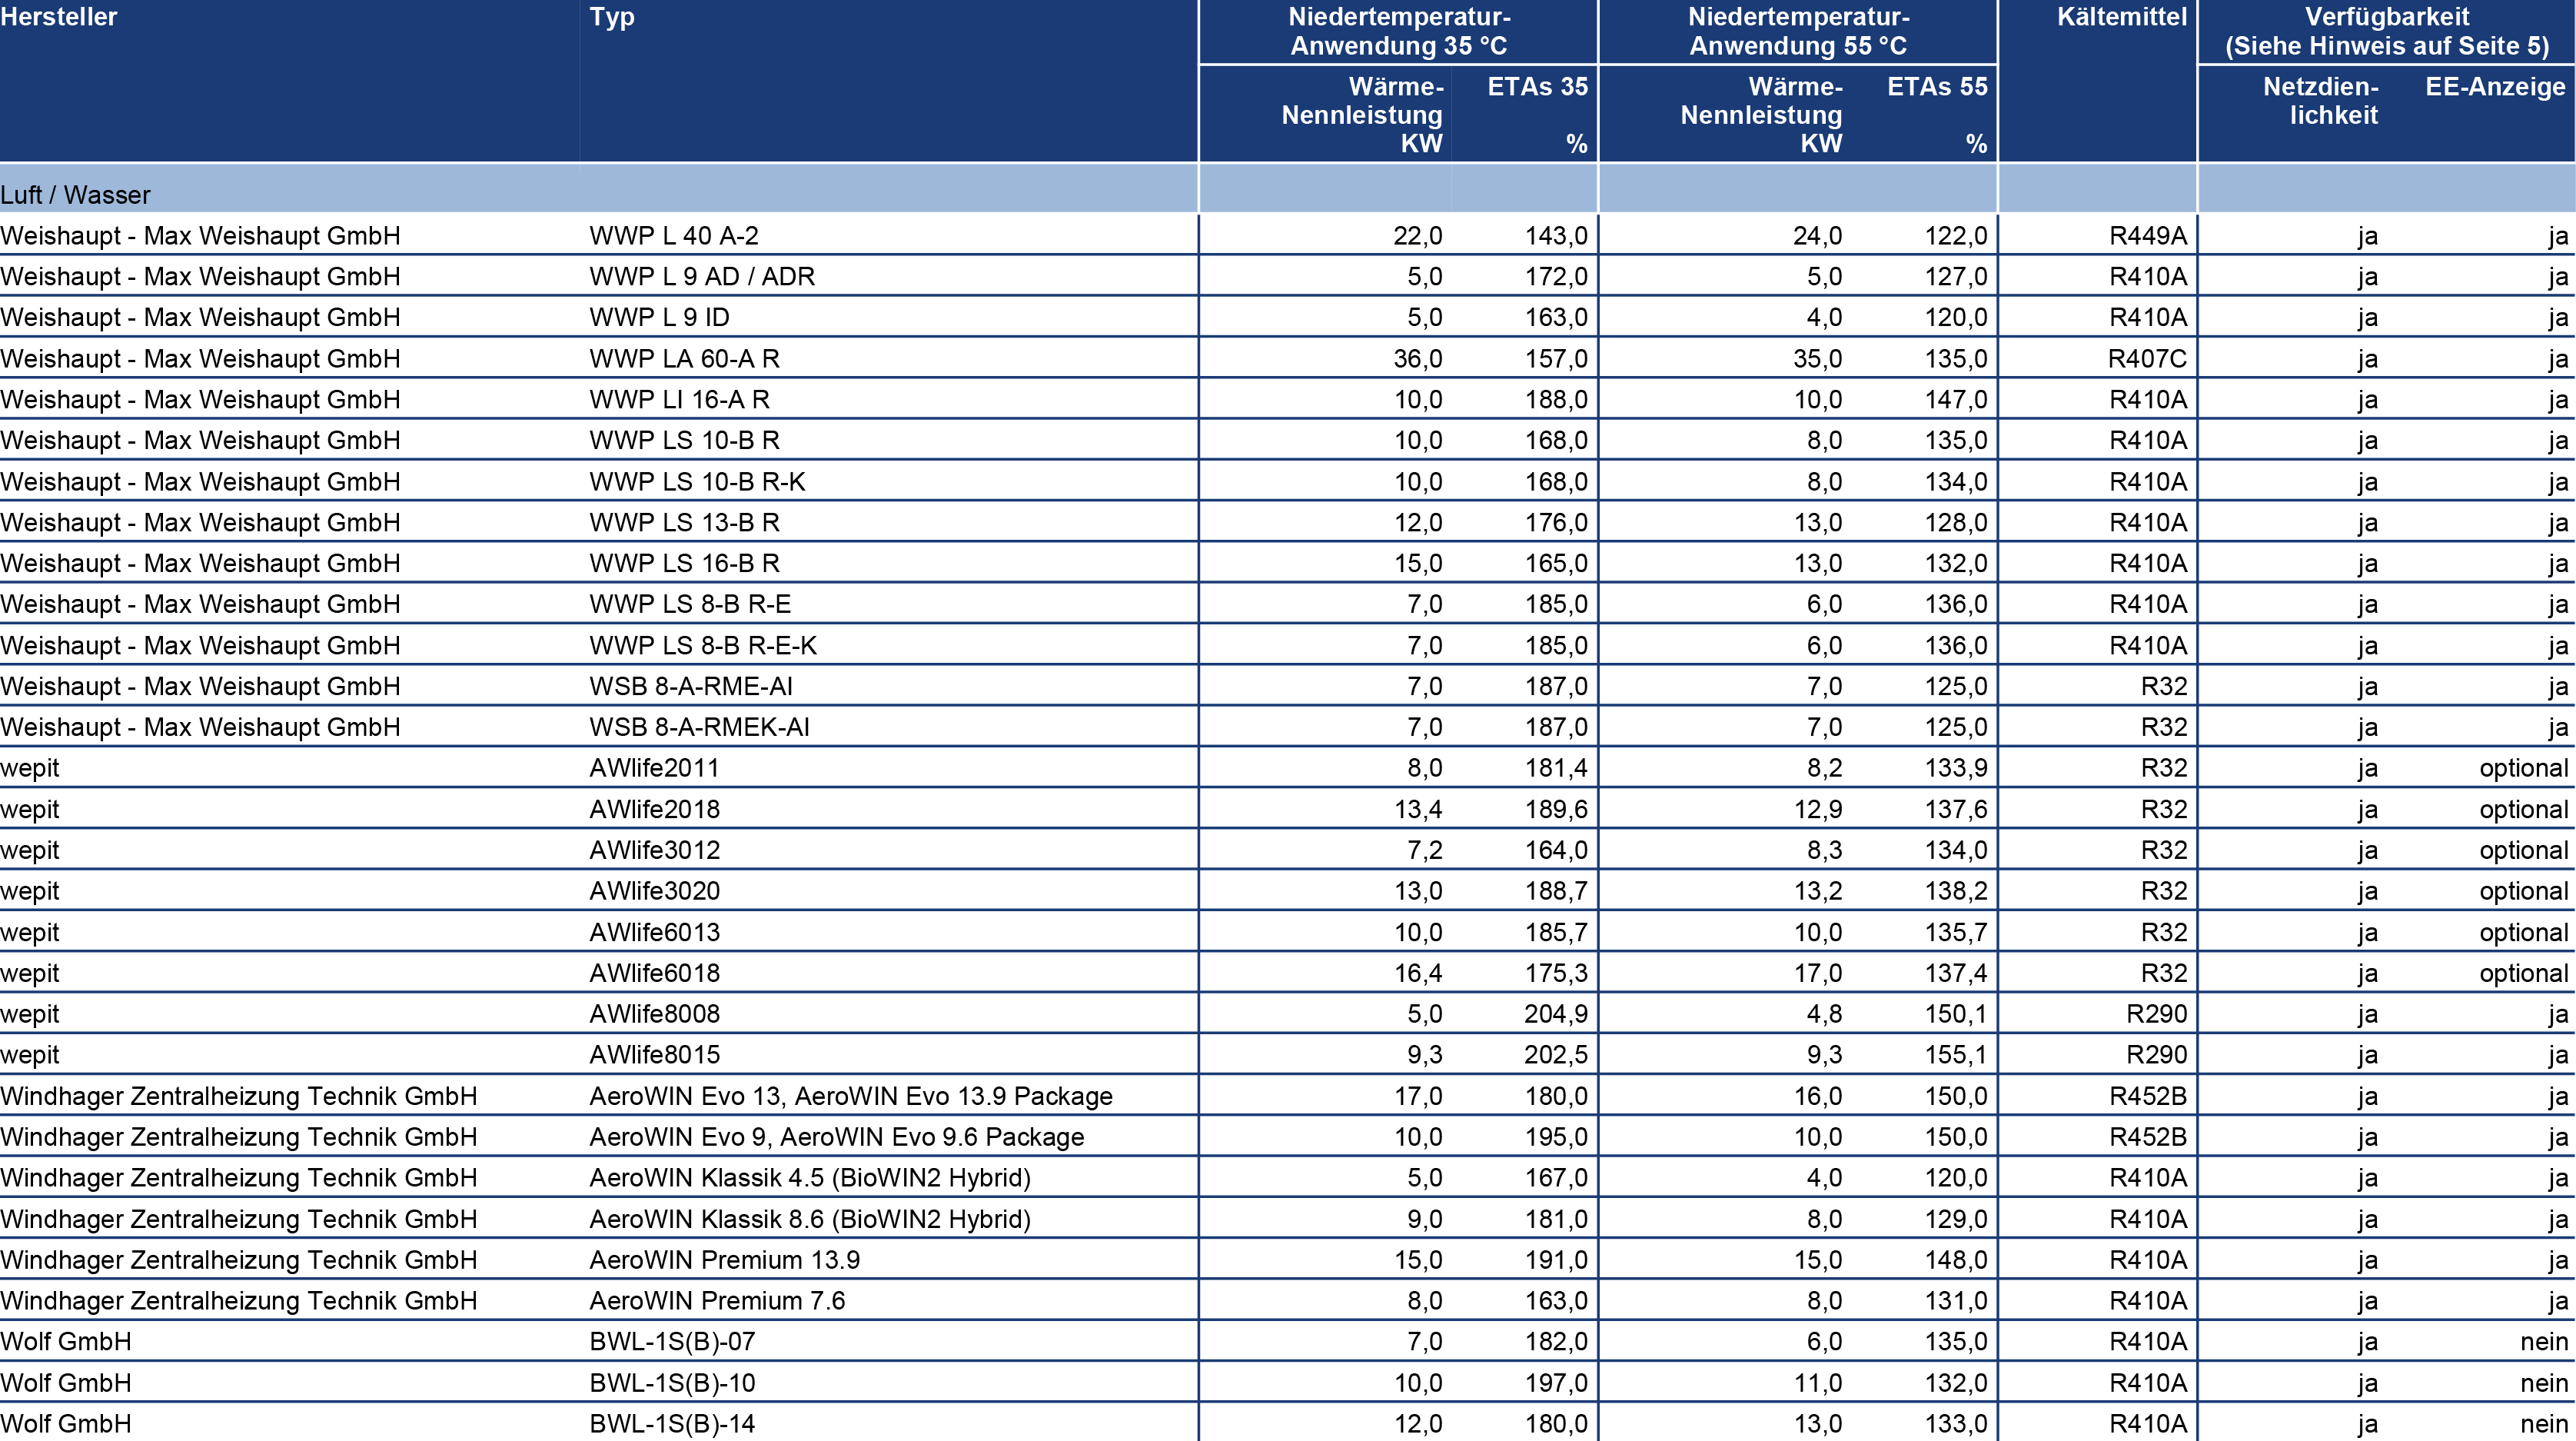 Hersteller Typ Niedertemperatur- Niedertemperatur- Kältemittel Verfügbarkeit
Anwendung 35 °C Anwendung 55 °C (Siehe Hinweis auf Seite 5)
Wärme- ETAs 35 Wärme- ETAs 55 Netzdien- EE-Anzeige
Nennleistung Nennleistung lichkeit
KW % KW %
Luft / Wasser
Weishaupt - Max Weishaupt GmbH WWP L 40 A-2 22,0 143,0 24,0 122,0 R449A ja ja
Weishaupt - Max Weishaupt GmbH WWP L 9 AD / ADR 5,0 172,0 5,0 127,0 R410A ja ja
Weishaupt - Max Weishaupt GmbH WWP L 9 ID 5,0 163,0 4,0 120,0 R410A ja ja
Weishaupt - Max Weishaupt GmbH WWP LA 60-A R 36,0 157,0 35,0 135,0 R407C ja ja
Weishaupt - Max Weishaupt GmbH WWP LI 16-A R 10,0 188,0 10,0 147,0 R410A ja ja
Weishaupt - Max Weishaupt GmbH WWP LS 10-B R 10,0 168,0 8,0 135,0 R410A ja ja
Weishaupt - Max Weishaupt GmbH WWP LS 10-B R-K 10,0 168,0 8,0 134,0 R410A ja ja
Weishaupt - Max Weishaupt GmbH WWP LS 13-B R 12,0 176,0 13,0 128,0 R410A ja ja
Weishaupt - Max Weishaupt GmbH WWP LS 16-B R 15,0 165,0 13,0 132,0 R410A ja ja
Weishaupt - Max Weishaupt GmbH WWP LS 8-B R-E 7,0 185,0 6,0 136,0 R410A ja ja
Weishaupt - Max Weishaupt GmbH WWP LS 8-B R-E-K 7,0 185,0 6,0 136,0 R410A ja ja
Weishaupt - Max Weishaupt GmbH WSB 8-A-RME-AI 7,0 187,0 7,0 125,0 R32 ja ja
Weishaupt - Max Weishaupt GmbH WSB 8-A-RMEK-AI 7,0 187,0 7,0 125,0 R32 ja ja
wepit AWlife2011 8,0 181,4 8,2 133,9 R32 ja optional
wepit AWlife2018 13,4 189,6 12,9 137,6 R32 ja optional
wepit AWlife3012 7,2 164,0 8,3 134,0 R32 ja optional
wepit AWlife3020 13,0 188,7 13,2 138,2 R32 ja optional
wepit AWlife6013 10,0 185,7 10,0 135,7 R32 ja optional
wepit AWlife6018 16,4 175,3 17,0 137,4 R32 ja optional
wepit AWlife8008 5,0 204,9 4,8 150,1 R290 ja ja
wepit AWlife8015 9,3 202,5 9,3 155,1 R290 ja ja
Windhager Zentralheizung Technik GmbH AeroWIN Evo 13, AeroWIN Evo 13.9 Package 17,0 180,0 16,0 150,0 R452B ja ja
Windhager Zentralheizung Technik GmbH AeroWIN Evo 9, AeroWIN Evo 9.6 Package 10,0 195,0 10,0 150,0 R452B ja ja
Windhager Zentralheizung Technik GmbH AeroWIN Klassik 4.5 (BioWIN2 Hybrid) 5,0 167,0 4,0 120,0 R410A ja ja
Windhager Zentralheizung Technik GmbH AeroWIN Klassik 8.6 (BioWIN2 Hybrid) 9,0 181,0 8,0 129,0 R410A ja ja
Windhager Zentralheizung Technik GmbH AeroWIN Premium 13.9 15,0 191,0 15,0 148,0 R410A ja ja
Windhager Zentralheizung Technik GmbH AeroWIN Premium 7.6 8,0 163,0 8,0 131,0 R410A ja ja
Wolf GmbH BWL-1S(B)-07 7,0 182,0 6,0 135,0 R410A ja nein
Wolf GmbH BWL-1S(B)-10 10,0 197,0 11,0 132,0 R410A ja nein
Wolf GmbH BWL-1S(B)-14 12,0 180,0 13,0 133,0 R410A ja nein